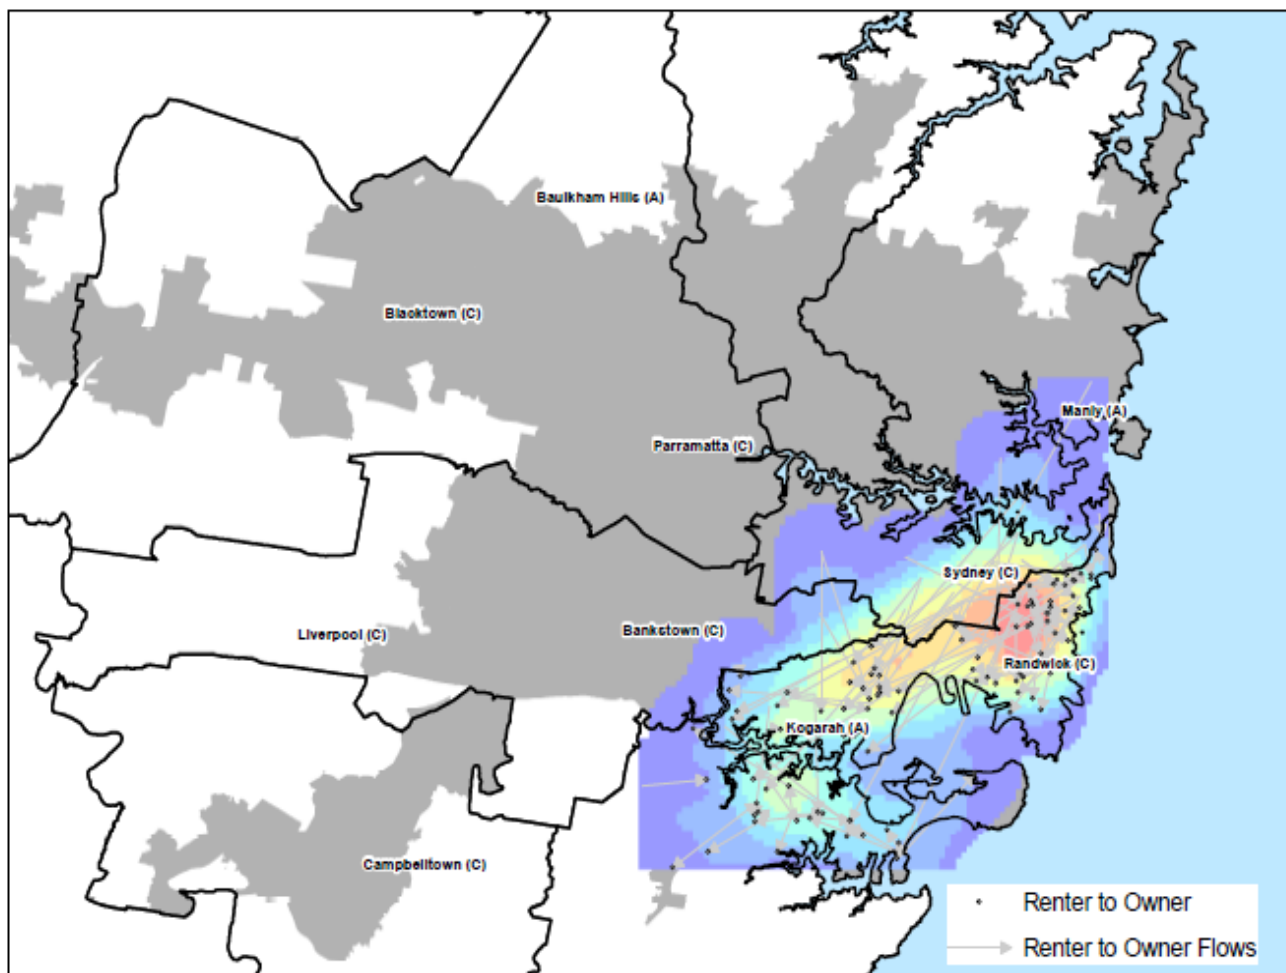 Baulkham Hills (A)
Blacktown (C)
Manly (A)
Parramatta (C)
Sydney (C)
Liverpool (C)
Bankstown (C)
Randwick (C)
Kogarah (A)
Campbelltown (C)
Renter to Owner
Renter to Owner Flows